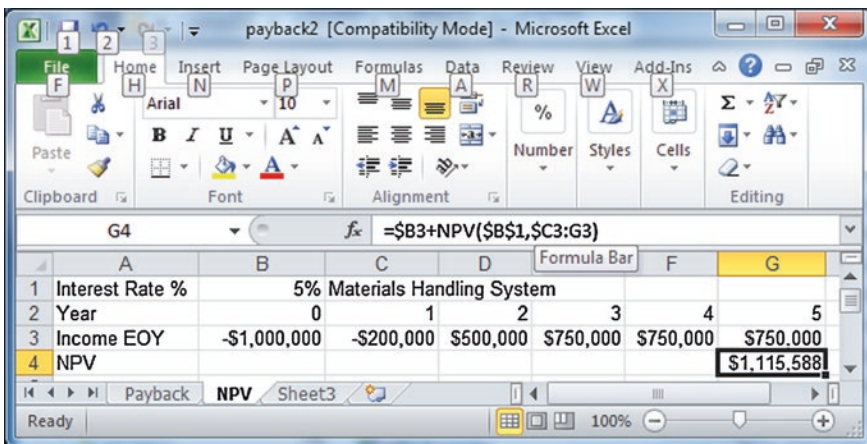 payback2 [Compatibility Mode] - Microsoft Excel
1 2 3
File Home Insert Page Layout Formulas Data Review View Add-Ins
F H N P M A R W X
Arial 10
Paste B I U A A % A
Number Styles Cells
Σ
Clipboard Font Alignment Editing
G4 fx =$B3+NPV($B$1,$C3:G3)
Formula Bar
A B C D F G
1 Interest Rate % 5% Materials Handling System
2 Year 0 1 2 3 4 5
3 Income EOY -$1,000,000 -$200,000 $500,000 $750,000 $750,000 $750,000
4 NPV $1,115,588
Payback NPV Sheet3
Ready 100%